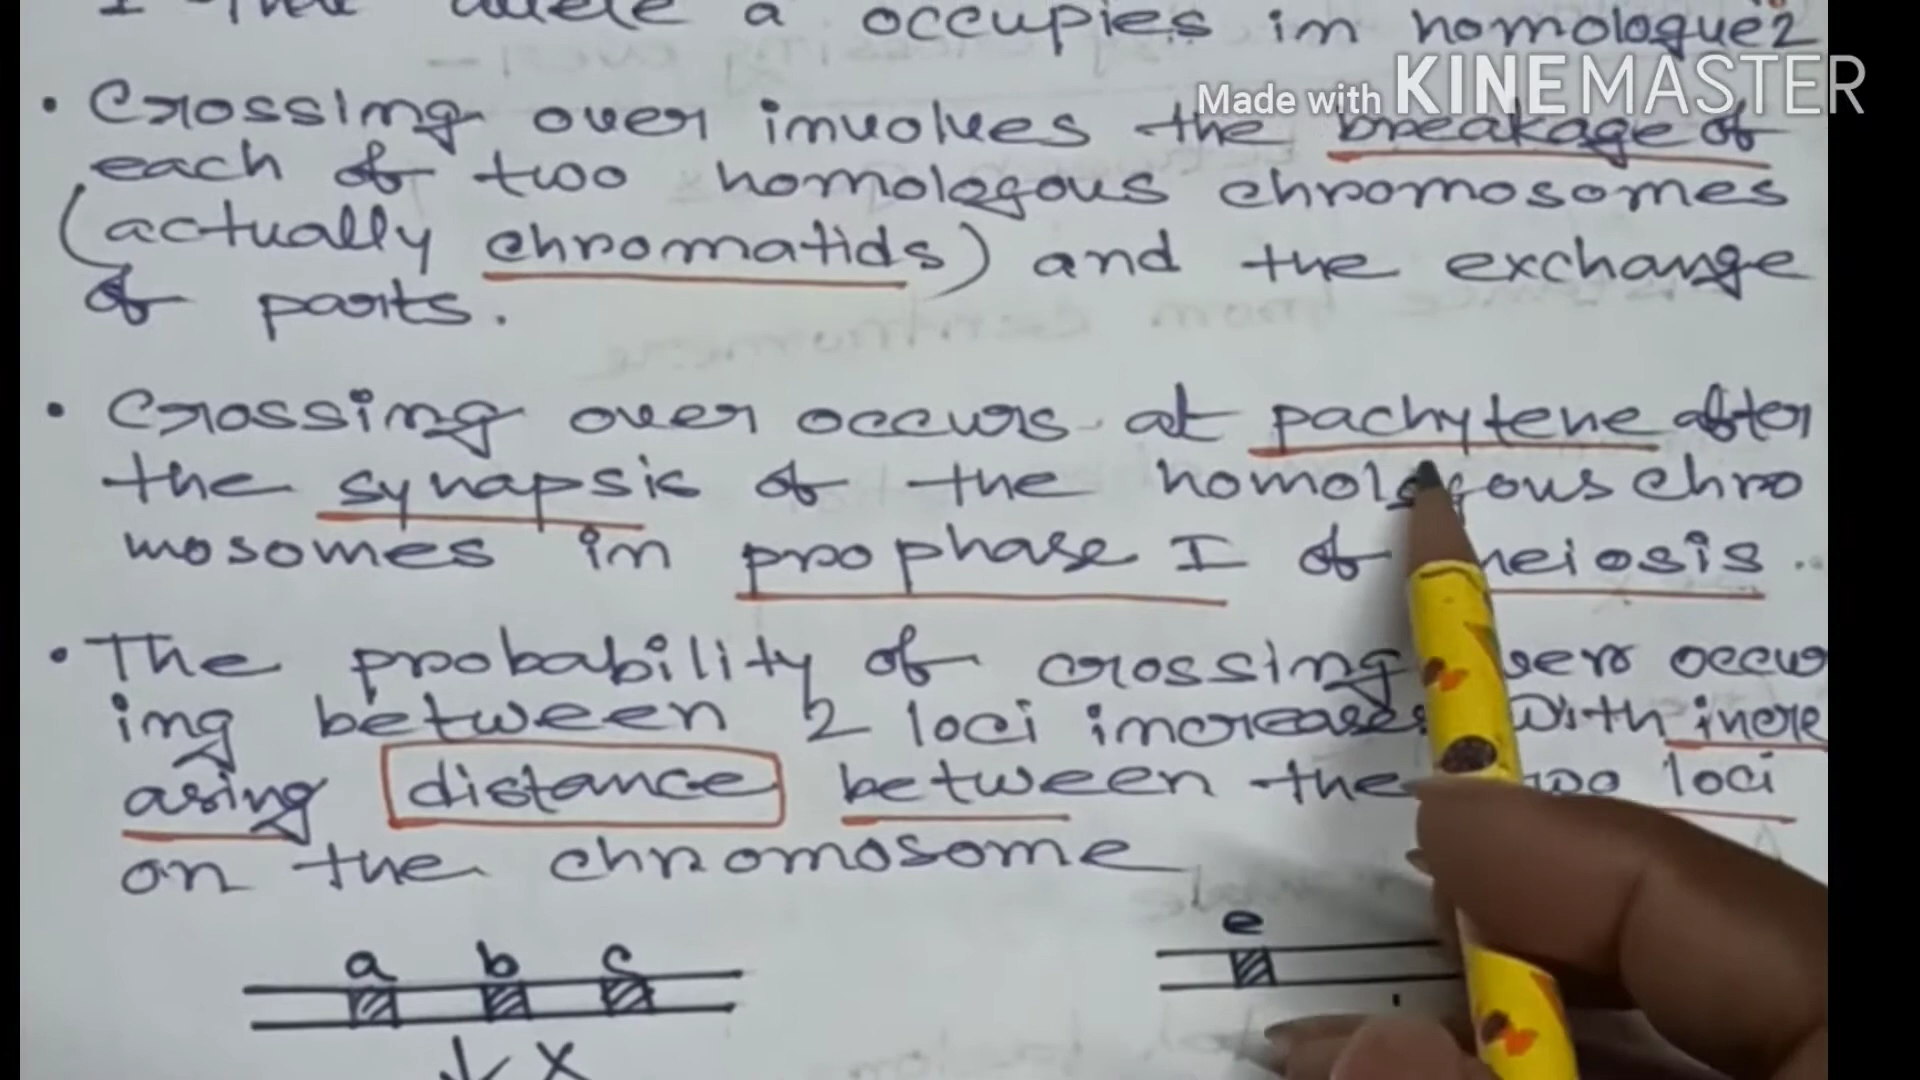 allele a occupies in homologue 2
Made with KINEMASTER
• Crossing over involves the breakage of
each of two homologous chromosomes
(actually chromatids) and the exchange
of parts.
• Crossing over occurs at pachytene after
the synapsis of the homologous chro
mosomes in prophase I of meiosis.
• The probability of crossing over occur
ing between 2 loci increases with incre
asing distance between the two loci
on the chromosome
a b c
e
x